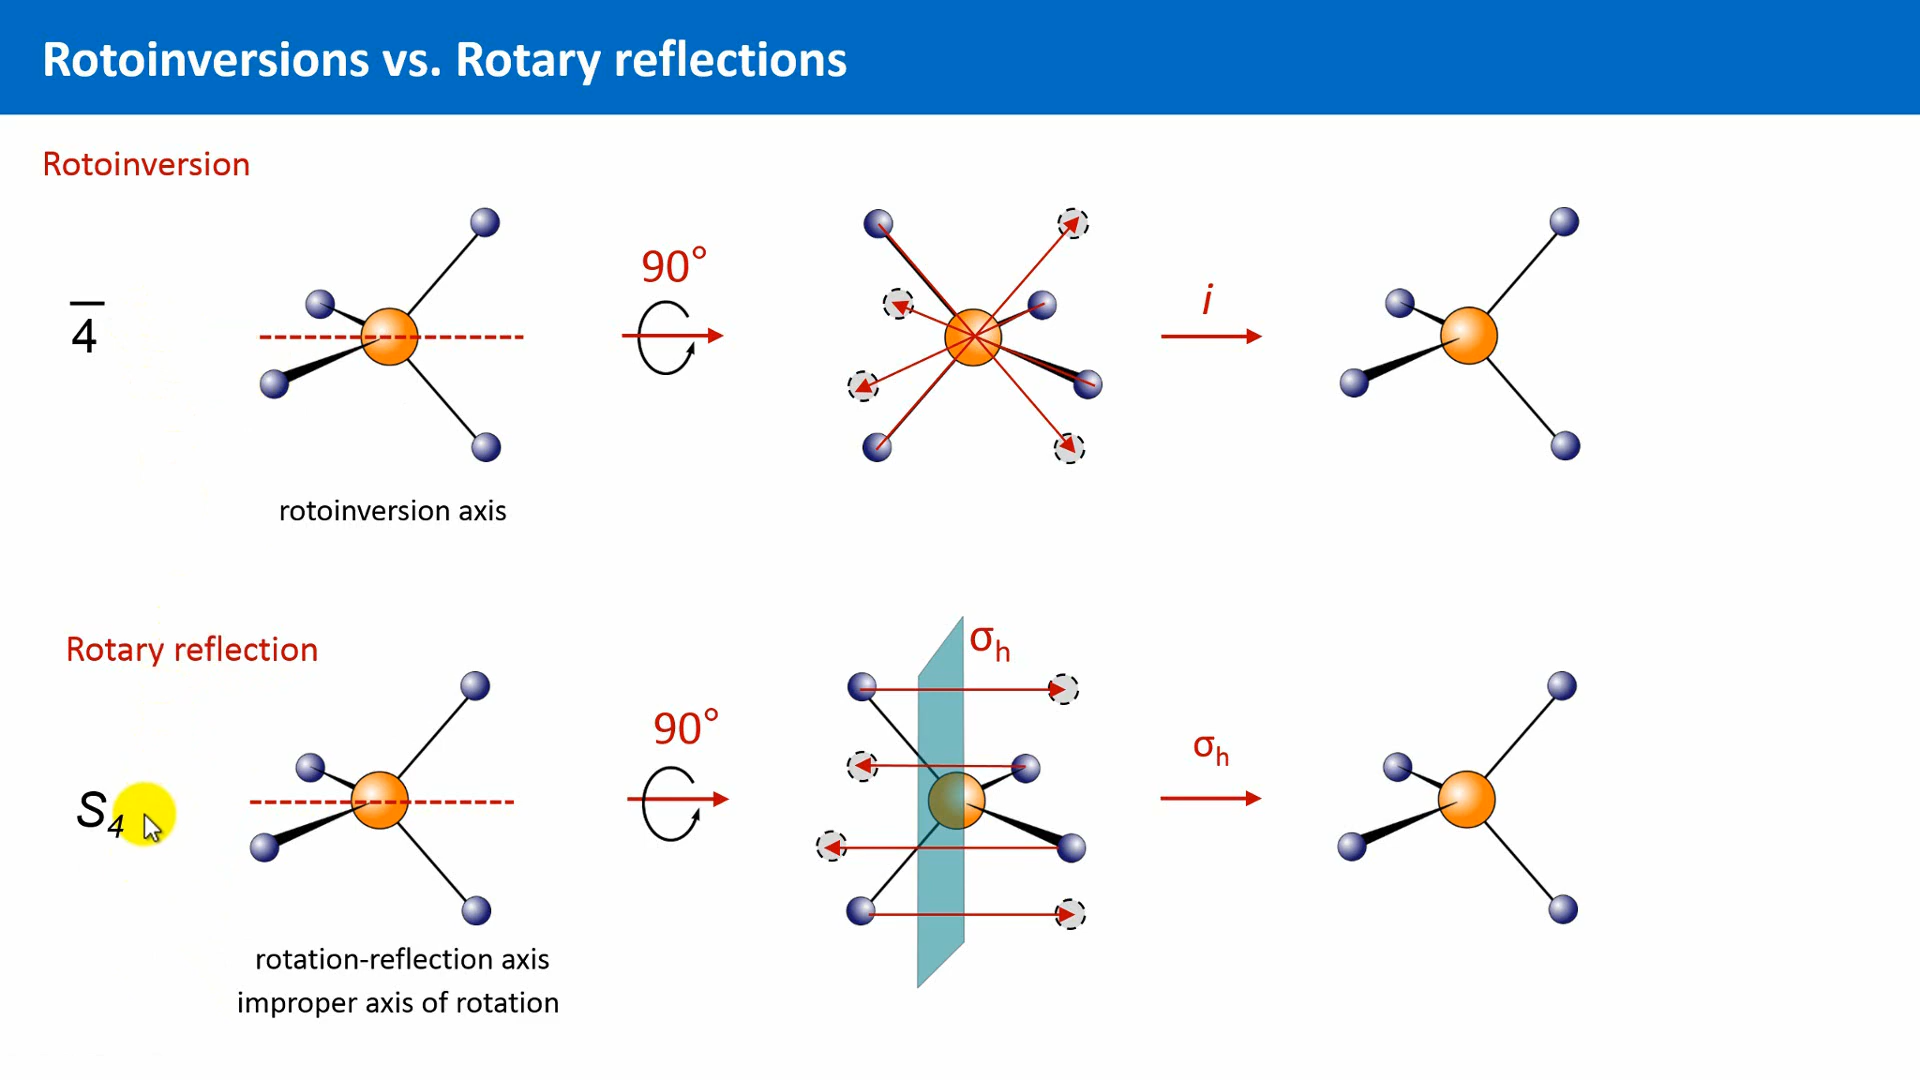 Rotoinversions vs. Rotary reflections
Rotoinversion
4̅
90°
i
rotoinversion axis
Rotary reflection
σh
S4
90°
σh
rotation-reflection axis
improper axis of rotation